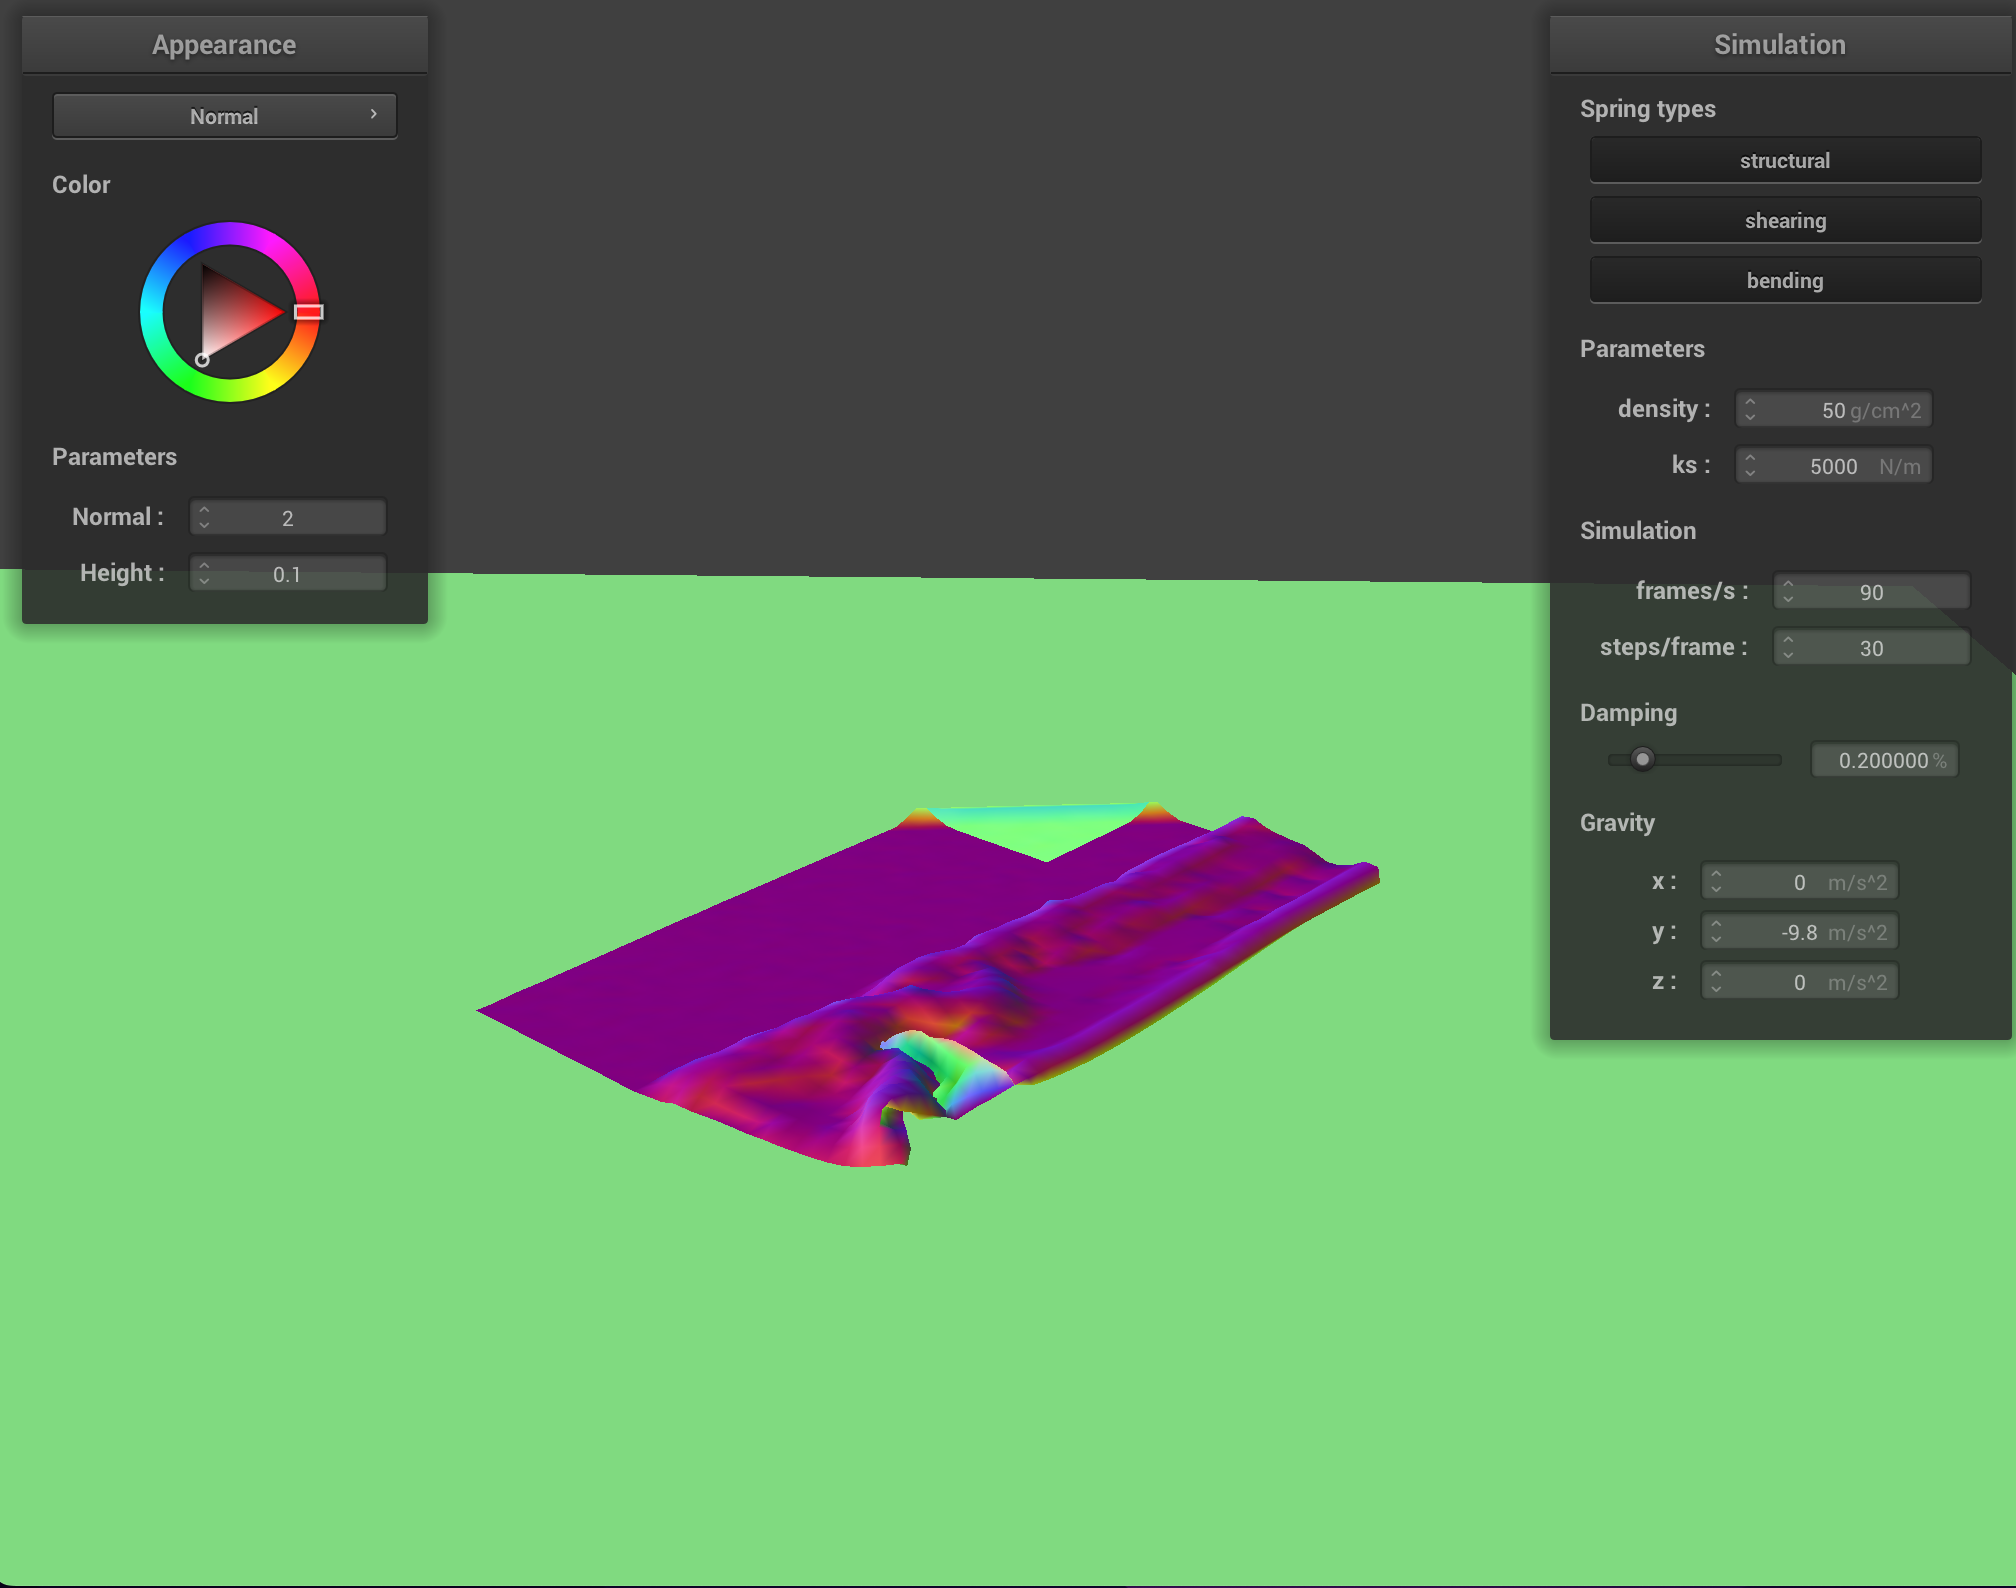 Appearance
Normal
Color
Parameters
Normal : 2
Height : 0.1
Simulation
Spring types
structural
shearing
bending
Parameters
density : 50 g/cm^2
ks : 5000 N/m
Simulation
frames/s : 90
steps/frame : 30
Damping
0.200000 %
Gravity
x : 0 m/s^2
y : -9.8 m/s^2
z : 0 m/s^2